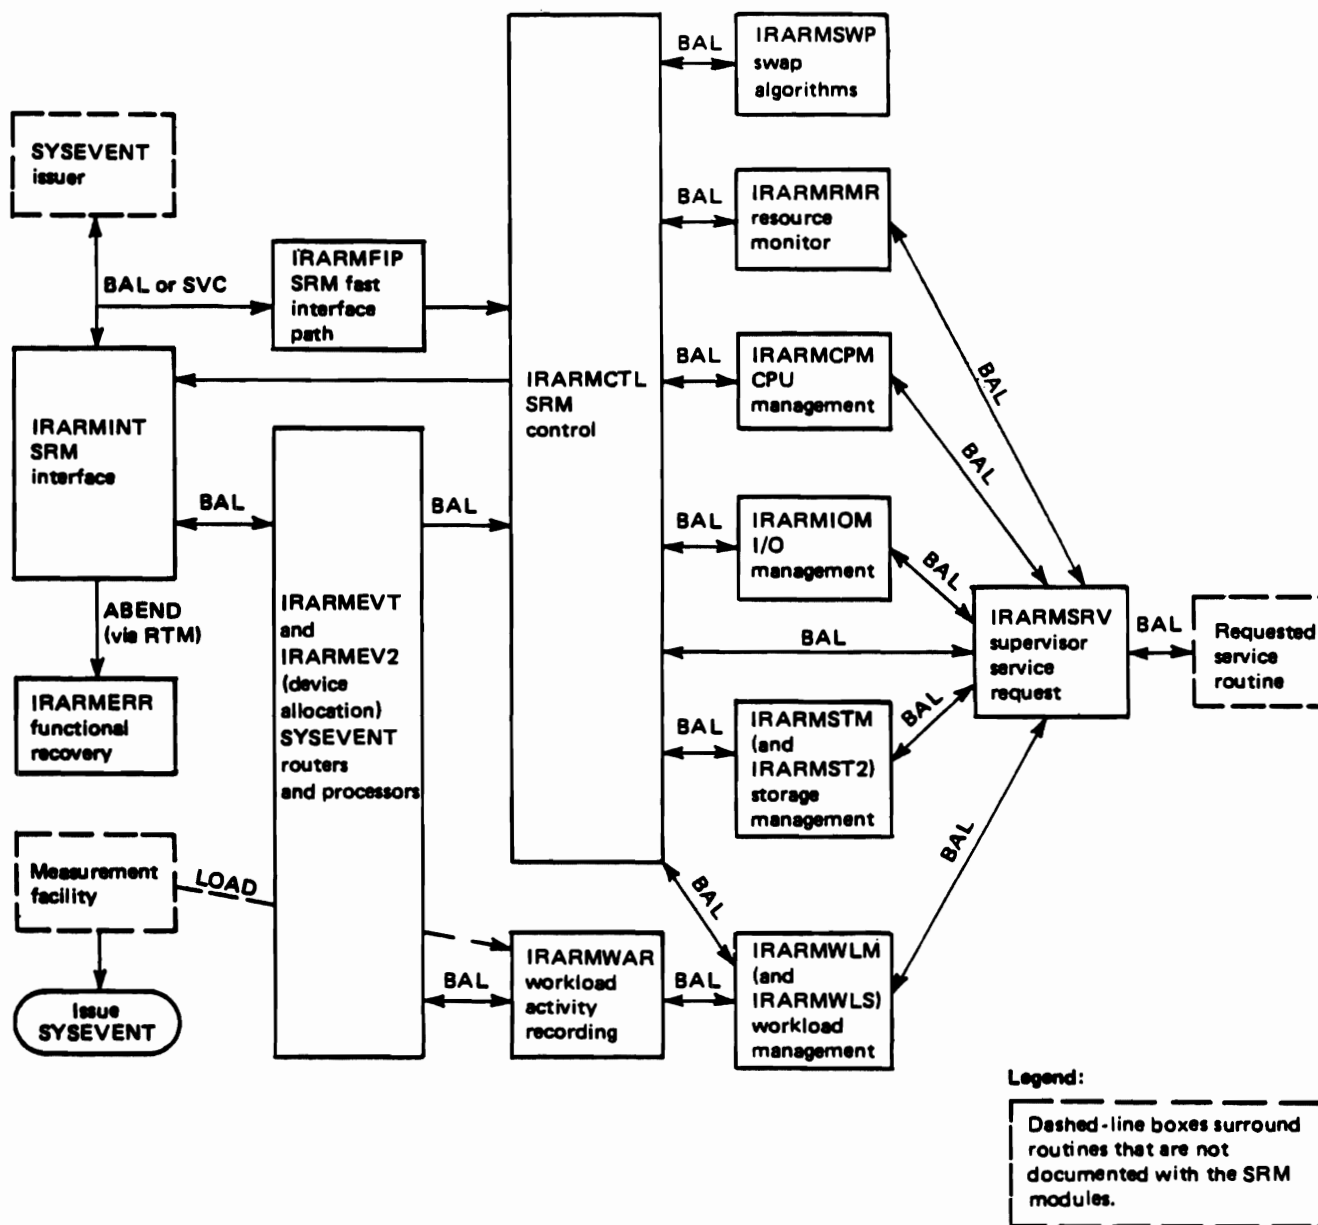 SYSEVENT
issuer
BAL or SVC
IRARMFIP
SRM fast
interface
path
IRARMINT
SRM
interface
BAL
ABEND
(via RTM)
IRARMERR
functional
recovery
Measurement
facility
LOAD
Issue
SYSEVENT
IRARMEVT
and
IRARMEV2
(device
allocation)
SYSEVENT
routers
and processors
BAL
IRARMCTL
SRM
control
BAL
IRARMSWP
swap
algorithms
BAL
IRARMRMR
resource
monitor
BAL
BAL
IRARMCPM
CPU
management
BAL
BAL
IRARMIOM
I/O
management
BAL
BAL
IRARMSRV
supervisor
service
request
BAL
Requested
service
routine
BAL
IRARMSTM
(and
IRARMST2)
storage
management
BAL
BAL
BAL
IRARMWAR
workload
activity
recording
BAL
BAL
IRARMWLM
(and
IRARMWLS)
workload
management
Legend:
Dashed-line boxes surround
routines that are not
documented with the SRM
modules.